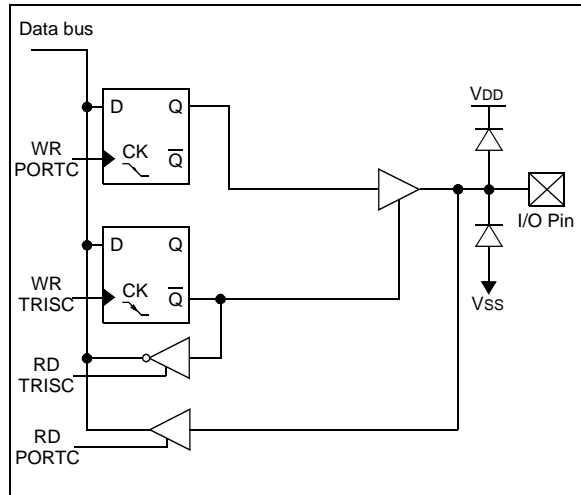 Data bus
D Q
WR
PORTC
CK Q
VDD
I/O Pin
D Q
WR
TRISC
CK Q
VSS
RD
TRISC
RD
PORTC